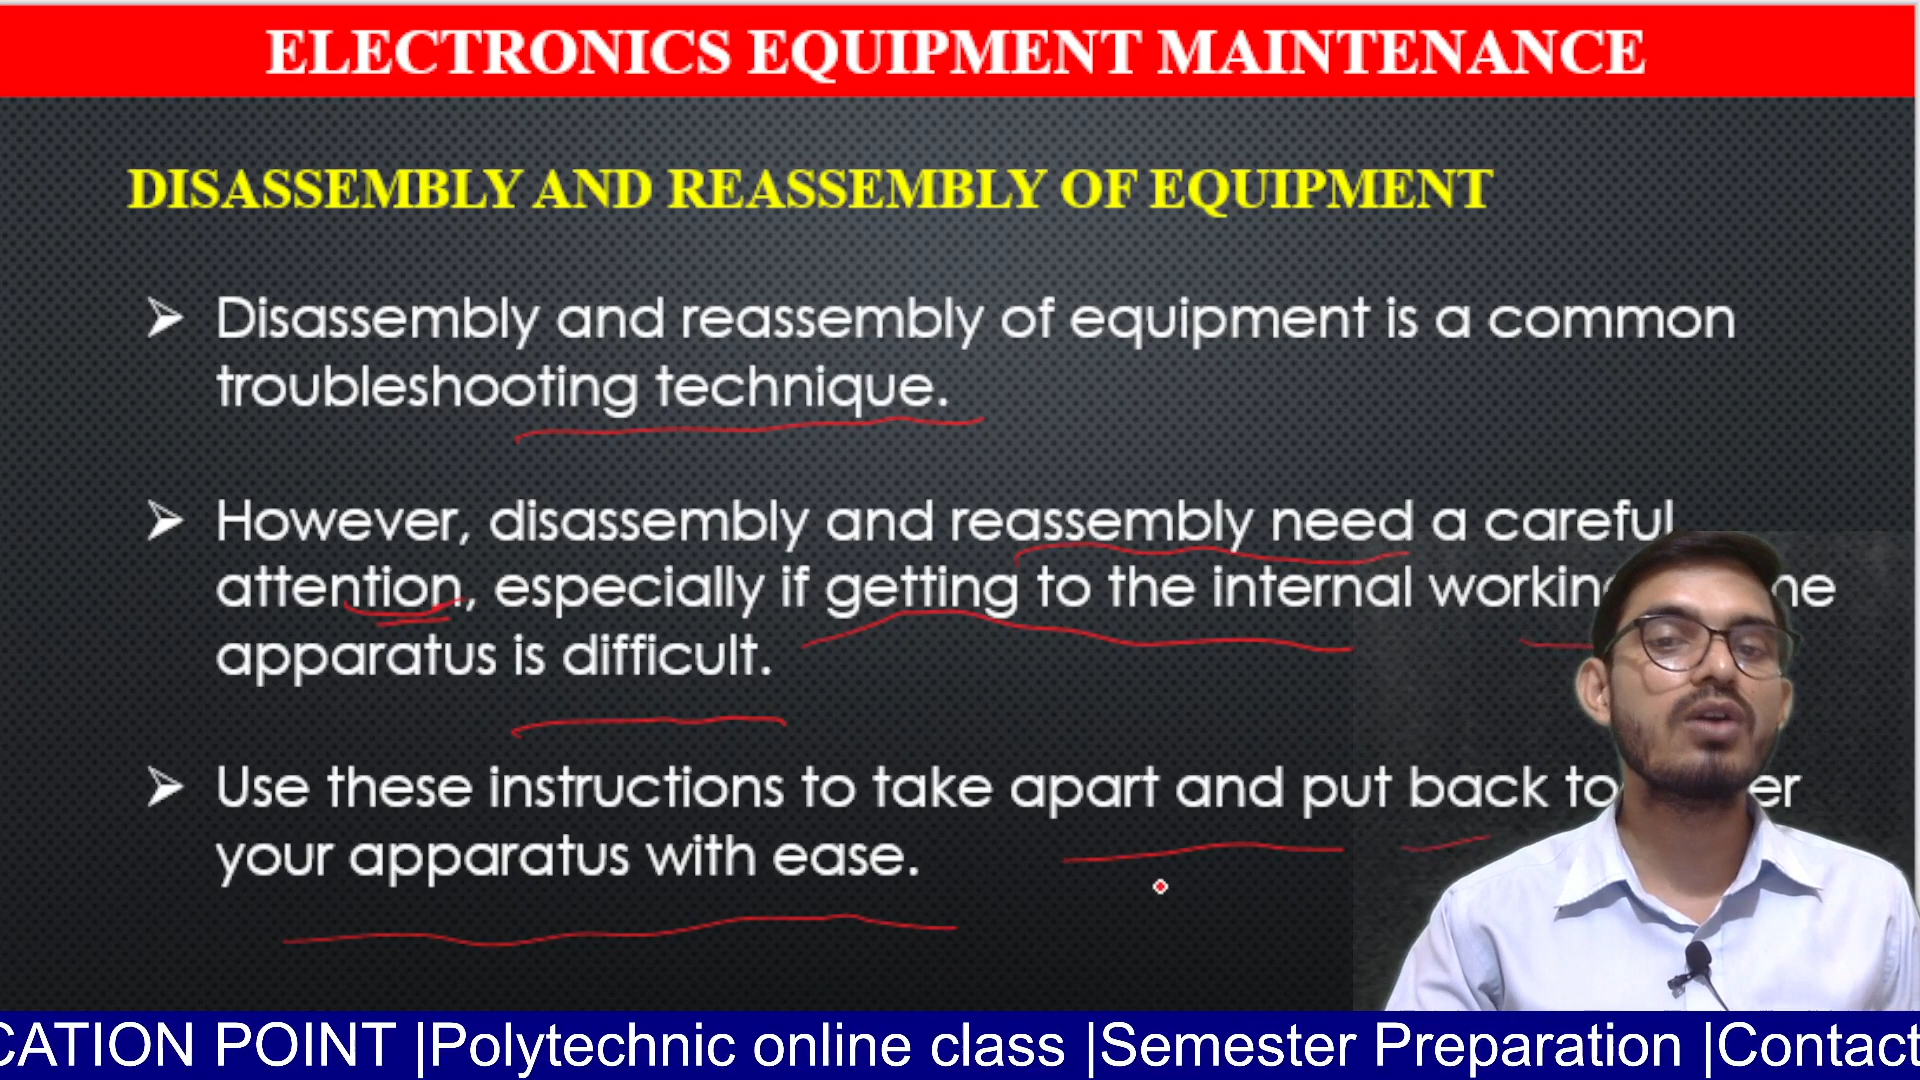 ELECTRONICS EQUIPMENT MAINTENANCE
DISASSEMBLY AND REASSEMBLY OF EQUIPMENT
➢ Disassembly and reassembly of equipment is a common
troubleshooting technique.
➢ However, disassembly and reassembly need a careful
attention, especially if getting to the internal
apparatus is difficult.
➢ Use these instructions to take apart and put back
your apparatus with ease.
CATION POINT |Polytechnic online class |Semester Preparation |Contact